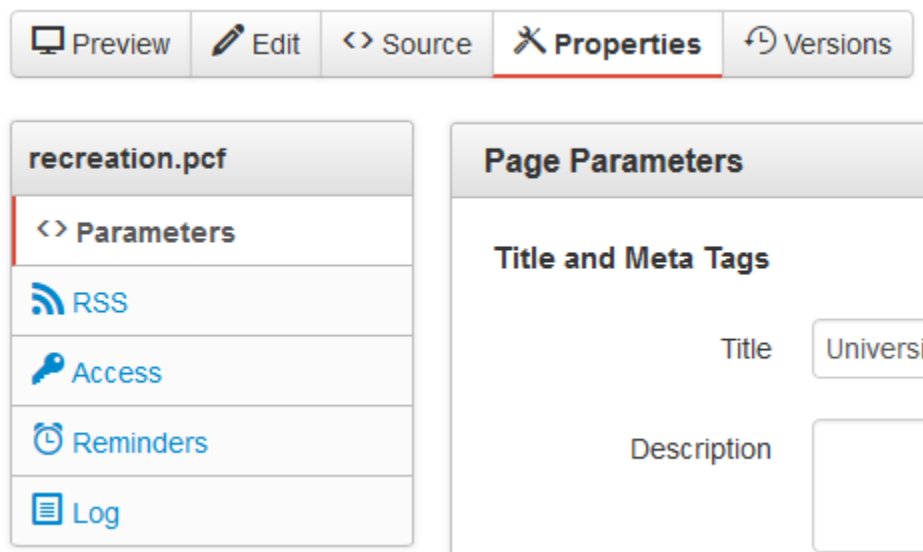 Preview Edit Source Properties Versions
recreation.pcf
Parameters
RSS
Access
Reminders
Log
Page Parameters
Title and Meta Tags
Title Universi
Description